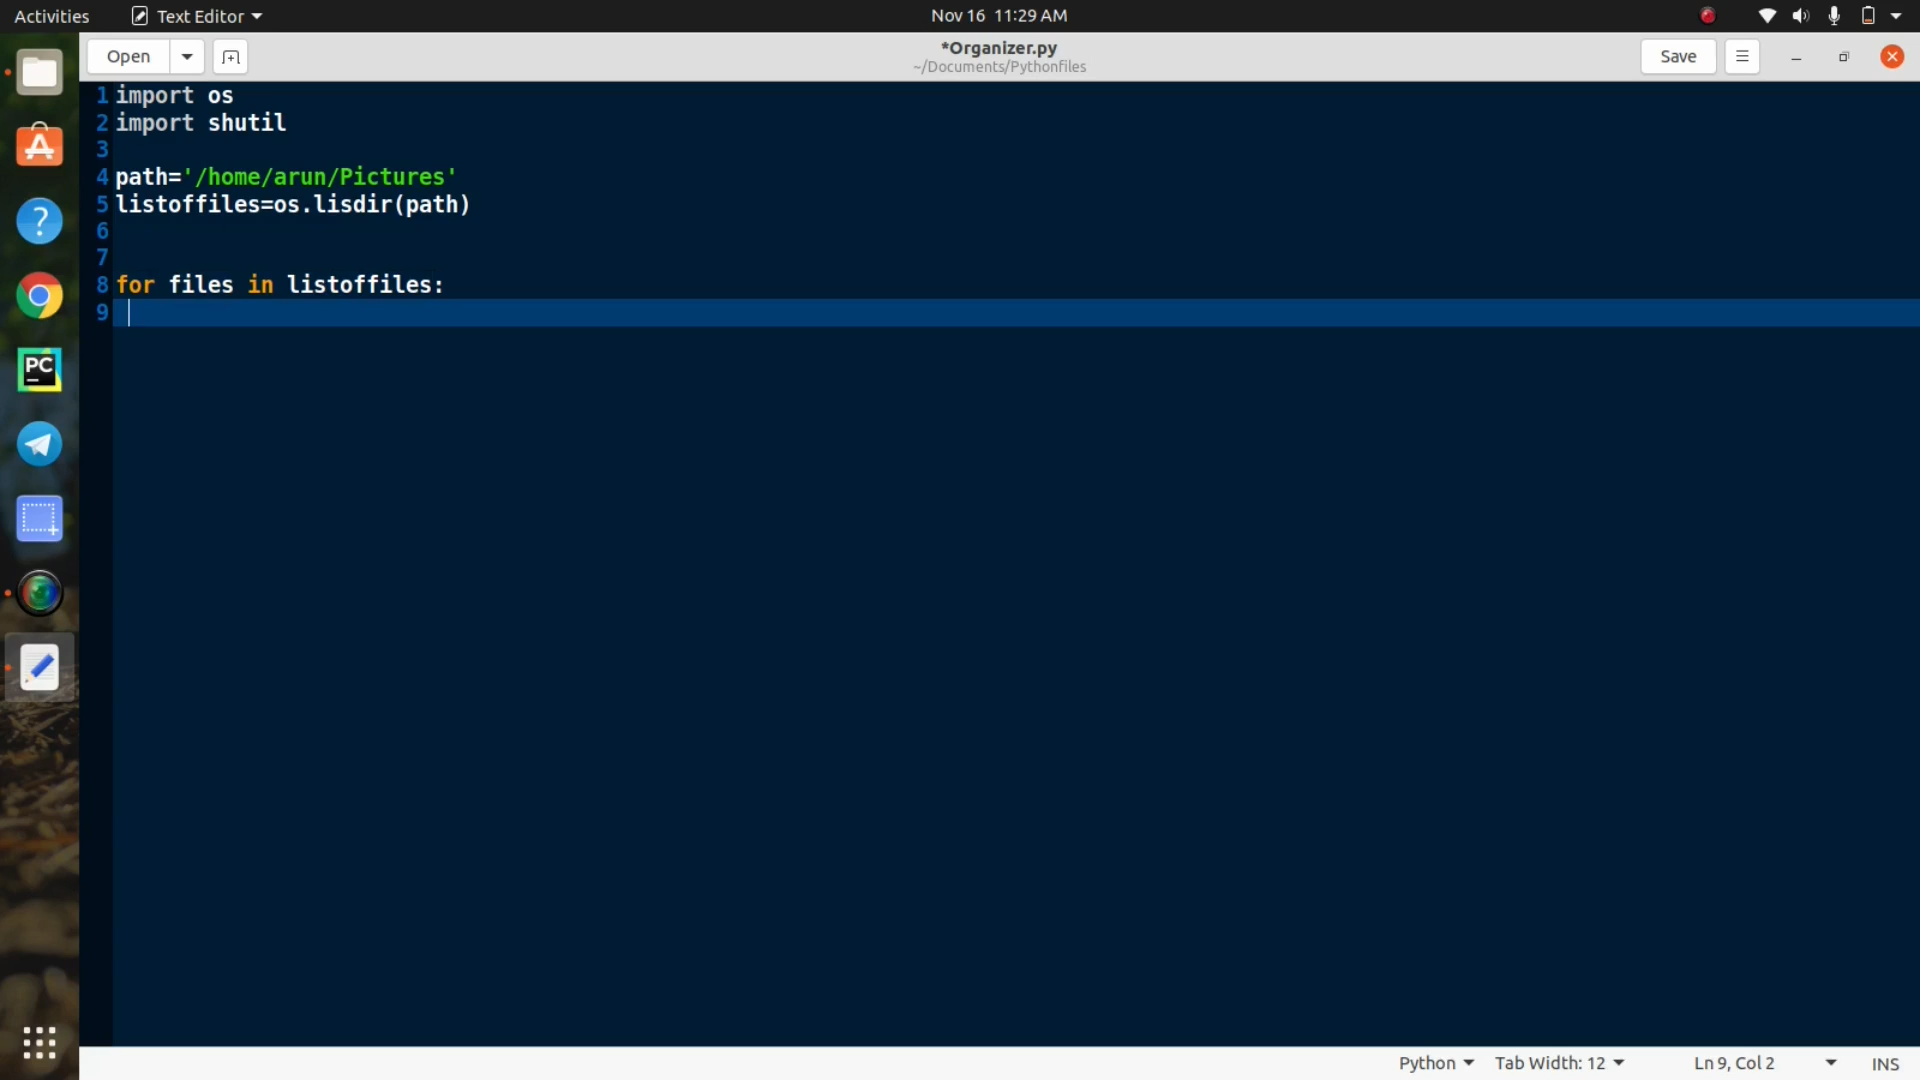 Activities Text Editor Nov 16 11:29 AM
Open *Organizer.py Save
~/Documents/Pythonfiles
1 import os
2 import shutil
3
4 path='/home/arun/Pictures'
5 listoffiles=os.lisdir(path)
6
7
8 for files in listoffiles:
9
PC
Python Tab Width: 12 Ln 9, Col 2 INS